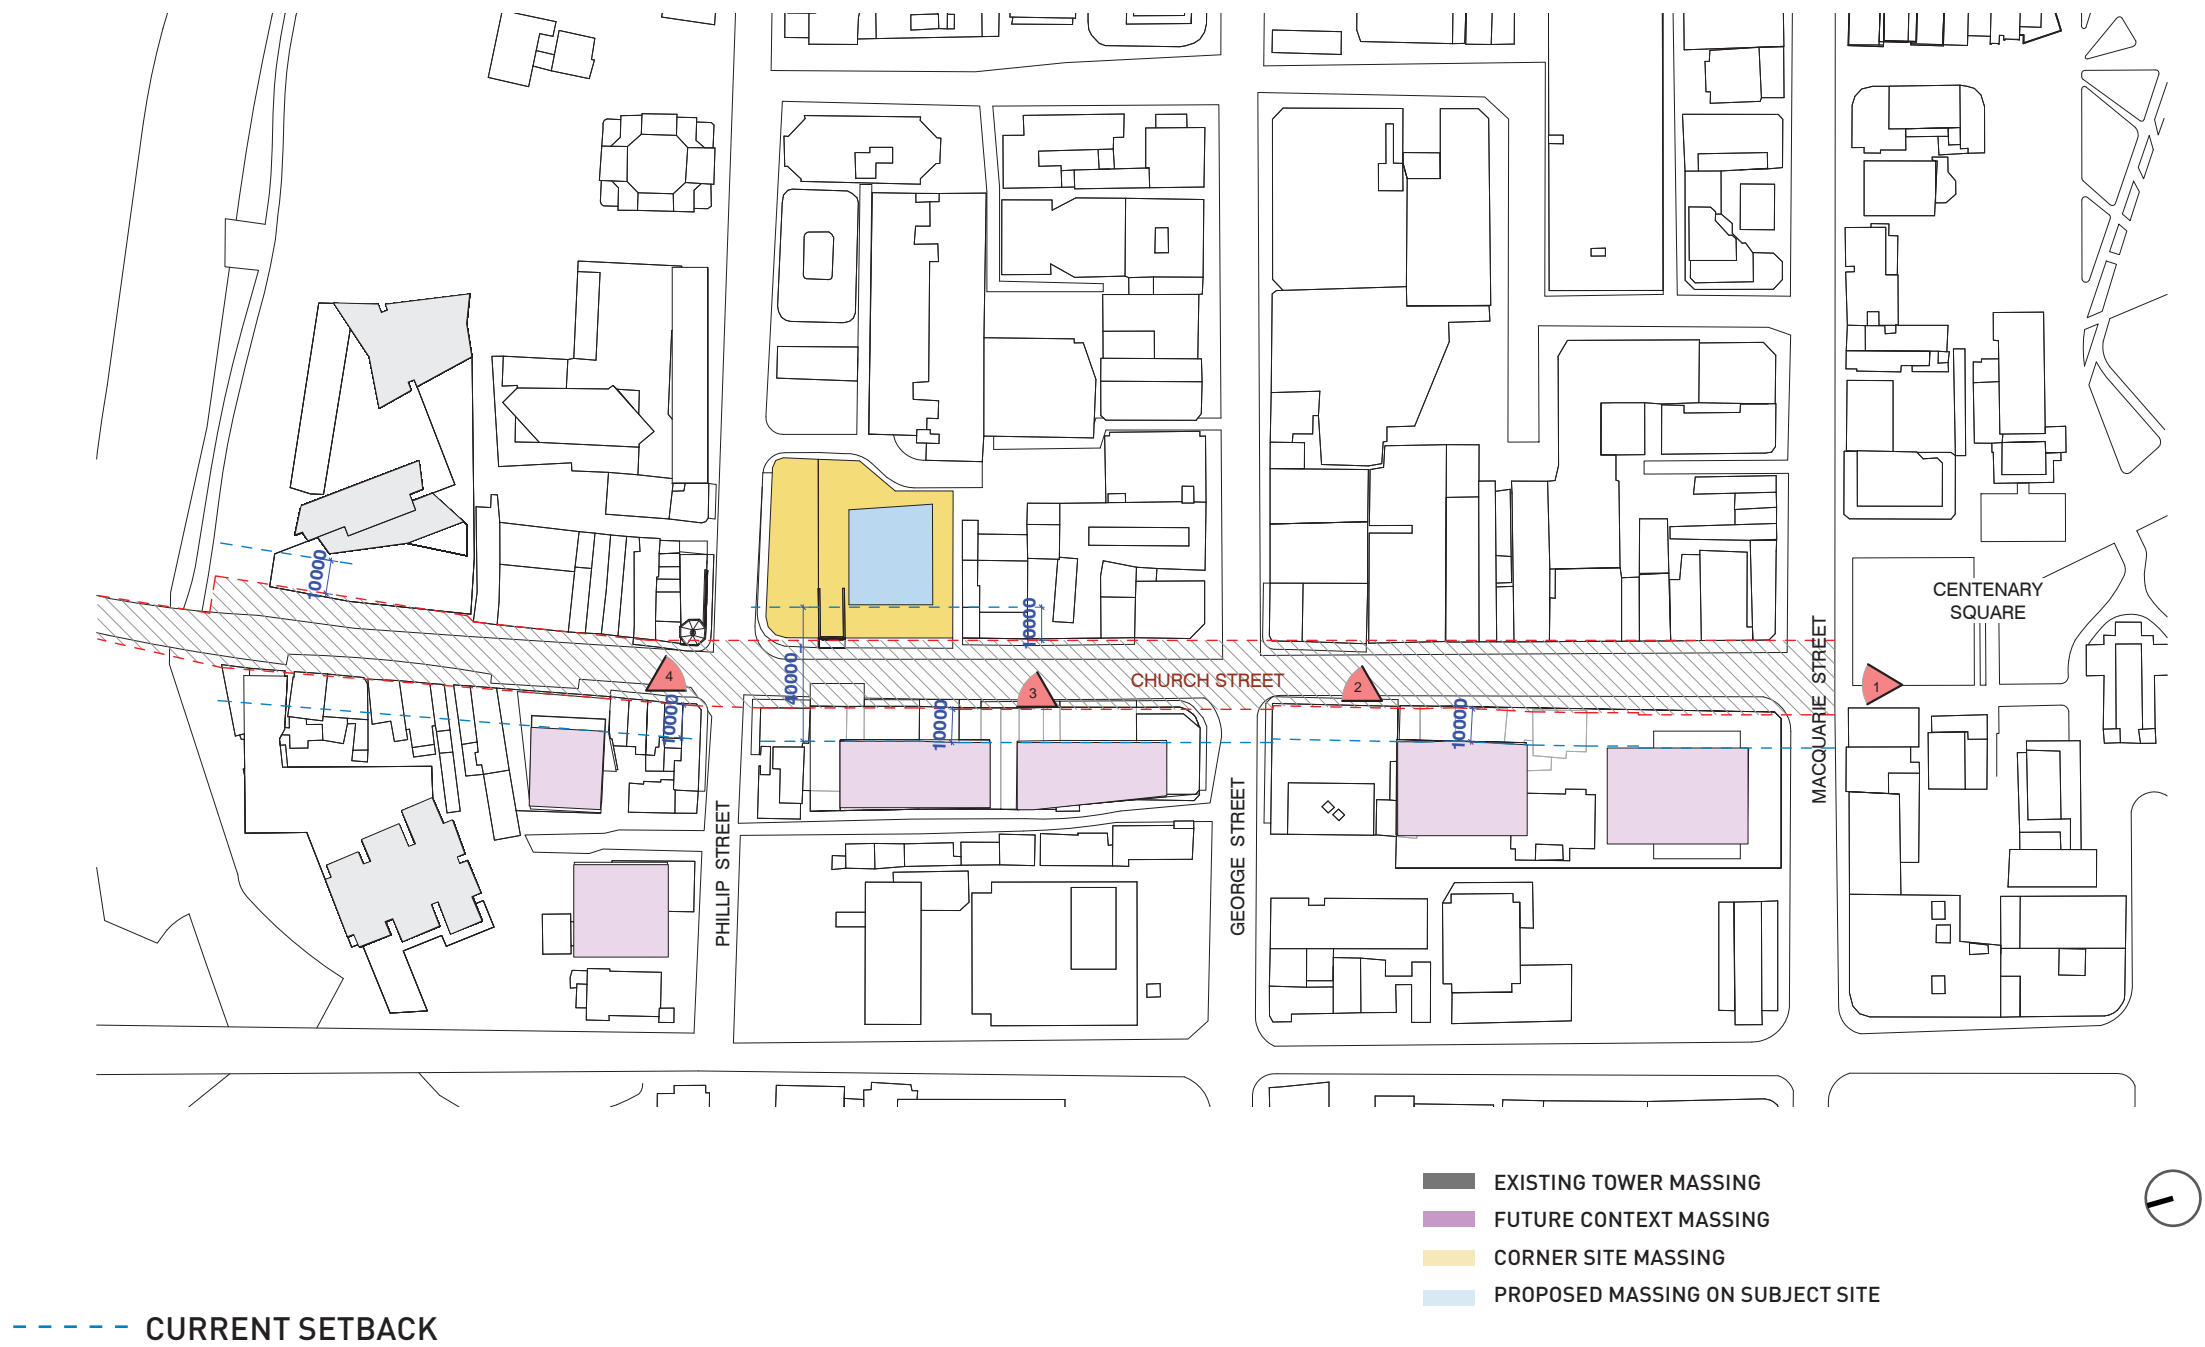 10000
10000
CENTENARY
SQUARE
40000
4
3
CHURCH STREET
2
1
10000
10000
10000
MACQUARIE STREET
PHILLIP STREET
GEORGE STREET
EXISTING TOWER MASSING
FUTURE CONTEXT MASSING
CORNER SITE MASSING
PROPOSED MASSING ON SUBJECT SITE
CURRENT SETBACK